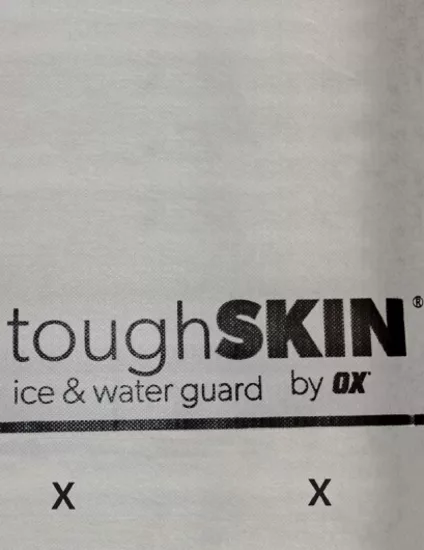 toughSKIN®
ice & water guard by OX
X X